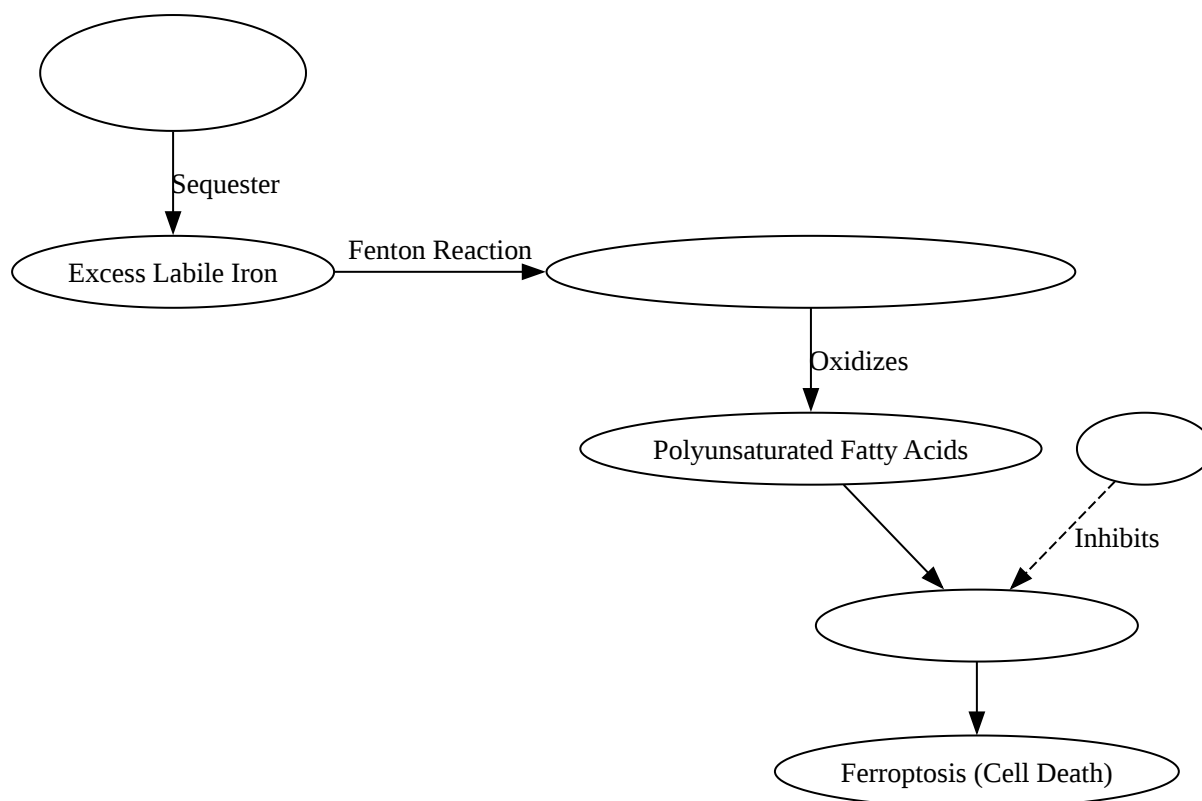 Sequester
Fenton Reaction
Excess Labile Iron
Oxidizes
Polyunsaturated Fatty Acids
Inhibits
Ferroptosis (Cell Death)